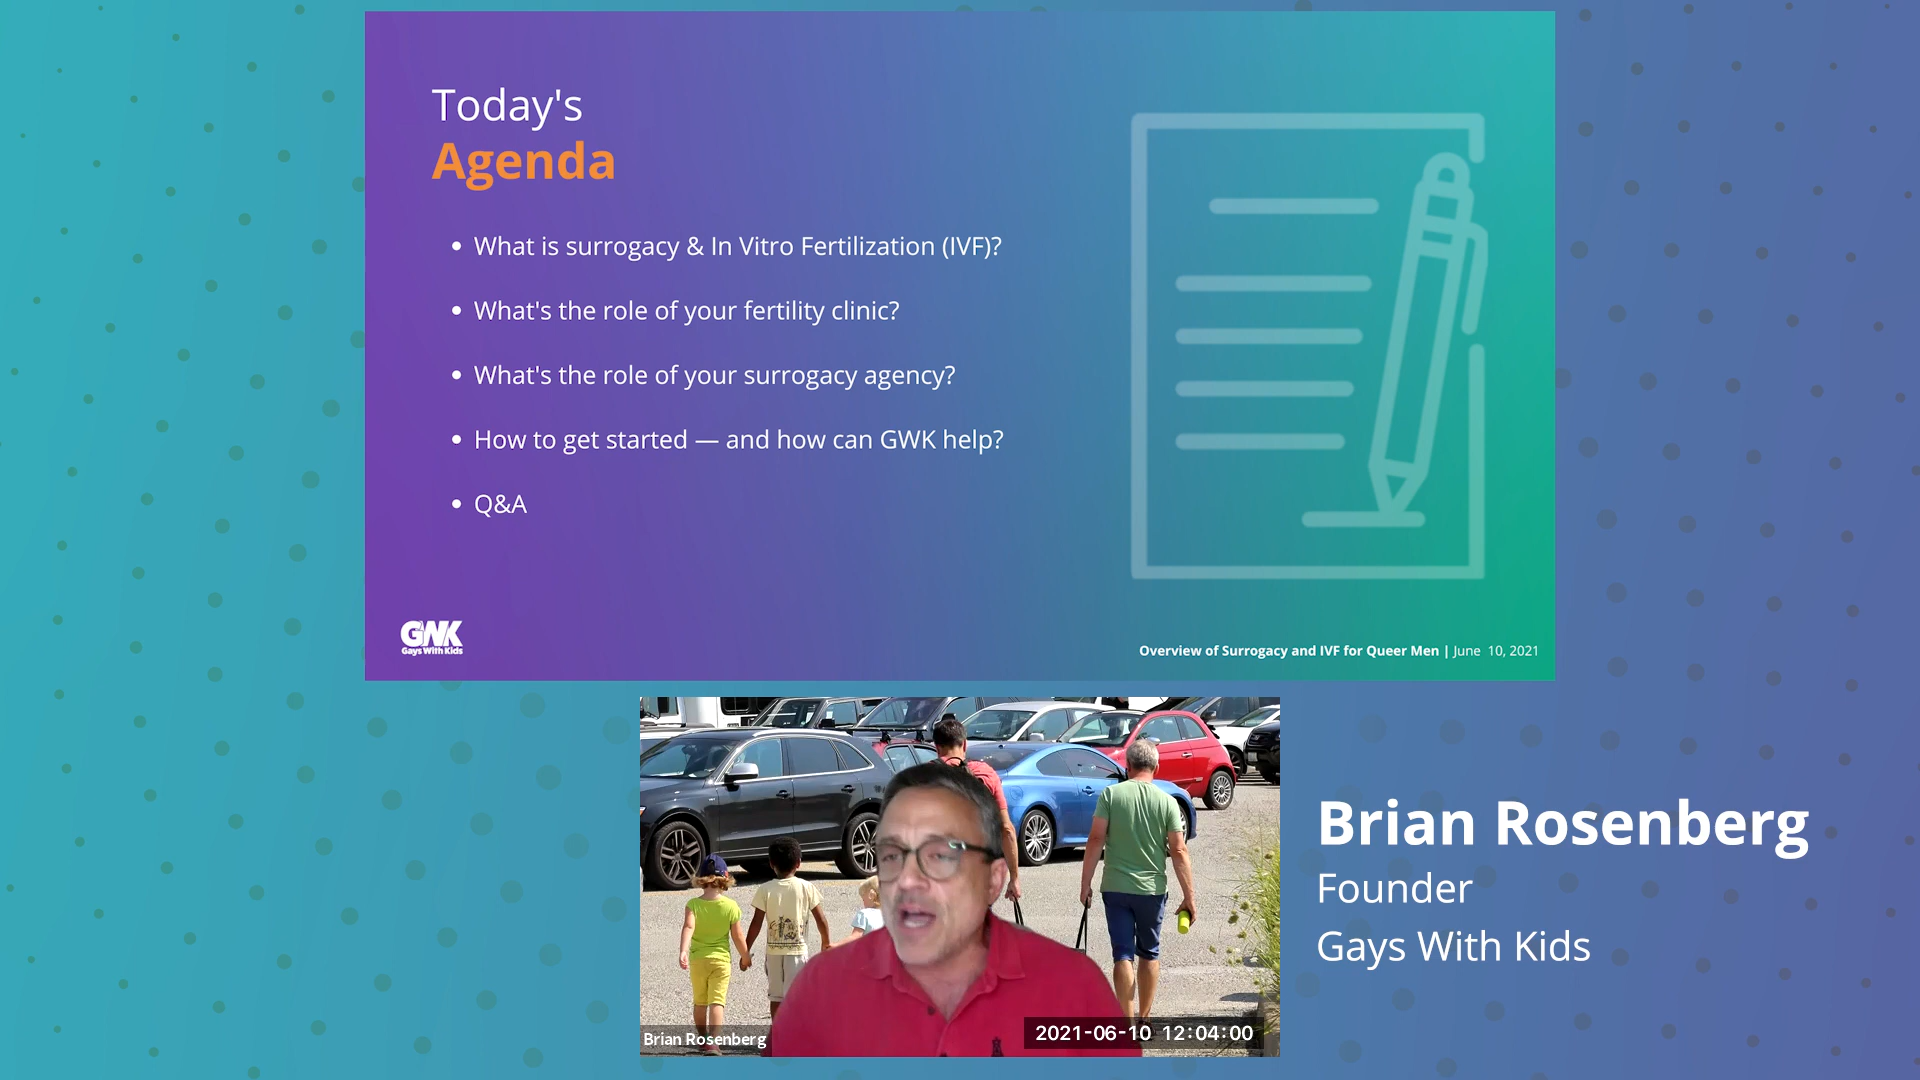 Today's
Agenda
• What is surrogacy & In Vitro Fertilization (IVF)?
• What's the role of your fertility clinic?
• What's the role of your surrogacy agency?
• How to get started — and how can GWK help?
• Q&A
GWK
Gays With Kids
Overview of Surrogacy and IVF for Queer Men | June 10, 2021
Brian Rosenberg
Founder
Gays With Kids
Brian Rosenberg
2021-06-10 12:04:00